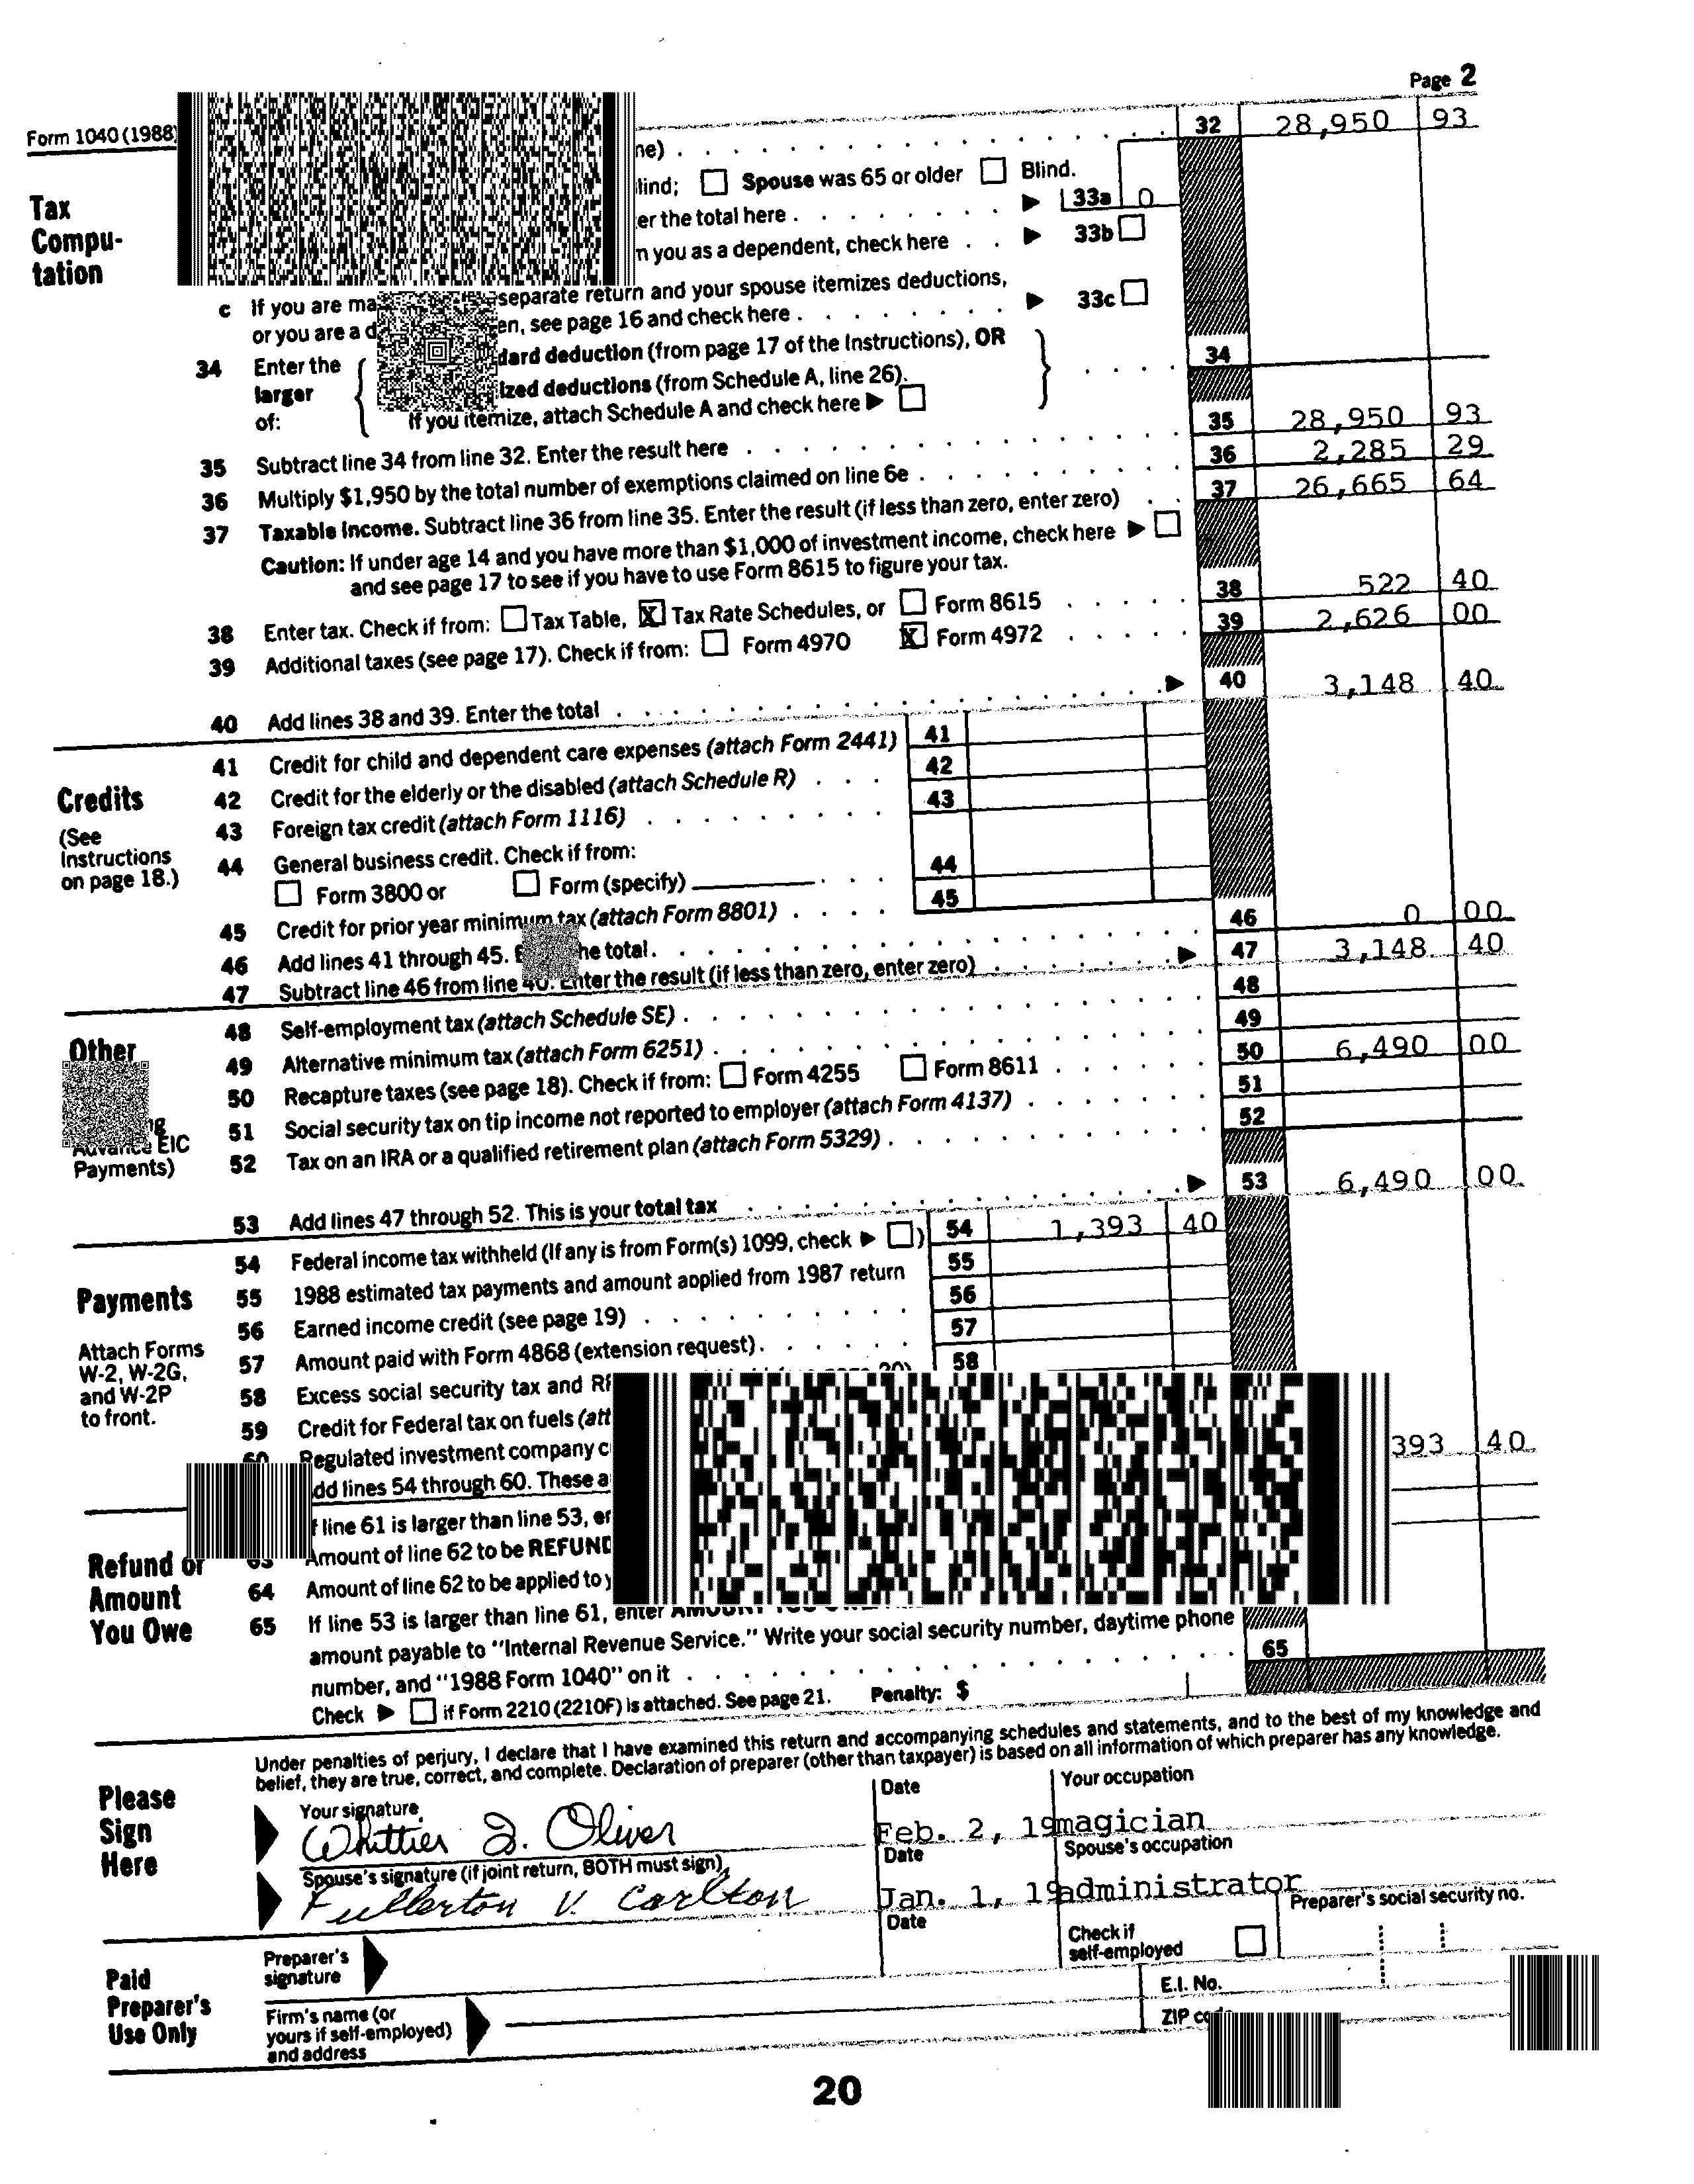 Page 2
Form 1040 (1988)
32 28,950 93
ne)
lind; Spouse was 65 or older Blind.
er the total here 33a 0
n you as a dependent, check here 33b
Tax
Compu-
tation
c If you are separate return and your spouse itemizes deductions,
or you are a en, see page 16 and check here 33c
34 Enter the dard deduction (from page 17 of the Instructions), OR 34
larger ized deductions (from Schedule A, line 26).
of: If you itemize, attach Schedule A and check here
35 Subtract line 34 from line 32. Enter the result here 35 28,950 93
36 Multiply $1,950 by the total number of exemptions claimed on line 6e 36 2,285 29
37 Taxable income. Subtract line 36 from line 35. Enter the result (if less than zero, enter zero) 37 26,665 64
Caution: If under age 14 and you have more than $1,000 of investment income, check here
and see page 17 to see if you have to use Form 8615 to figure your tax.
38 Enter tax. Check if from: Tax Table, X Tax Rate Schedules, or Form 8615 38 522 40
39 Additional taxes (see page 17). Check if from: Form 4970 X Form 4972 39 2,626 00
40 Add lines 38 and 39. Enter the total 40 3,148 40
Credits
(See
Instructions
on page 18.)
41 Credit for child and dependent care expenses (attach Form 2441) 41
42 Credit for the elderly or the disabled (attach Schedule R) 42
43 Foreign tax credit (attach Form 1116) 43
44 General business credit. Check if from:
Form 3800 or Form (specify) 44
45 Credit for prior year minimum tax (attach Form 8801) 45
46 Add lines 41 through 45. he total. 46 0 00
47 Subtract line 46 from line 40. Enter the result (if less than zero, enter zero) 47 3,148 40
Other
Advance EIC
Payments)
48 Self-employment tax (attach Schedule SE) 48
49 Alternative minimum tax (attach Form 6251) 49
50 Recapture taxes (see page 18). Check if from: Form 4255 Form 8611 50 6,490 00
51 Social security tax on tip income not reported to employer (attach Form 4137) 51
52 Tax on an IRA or a qualified retirement plan (attach Form 5329) 52
53 Add lines 47 through 52. This is your total tax 53 6,490 00
Payments
Attach Forms
W-2, W-2G,
and W-2P
to front.
54 Federal income tax withheld (If any is from Form(s) 1099, check ) 54 1,393 40
55 1988 estimated tax payments and amount applied from 1987 return 55
56 Earned income credit (see page 19) 56
57 Amount paid with Form 4868 (extension request) 57
58 Excess social security tax and 58
59 Credit for Federal tax on fuels (att
60 Regulated investment company c
dd lines 54 through 60. These a 393 40
Refund or
Amount
You Owe
f line 61 is larger than line 53, er
63 Amount of line 62 to be REFUND
64 Amount of line 62 to be applied to y
65 If line 53 is larger than line 61, enter AMOUNT YOU OWE
amount payable to "Internal Revenue Service." Write your social security number, daytime phone
number, and "1988 Form 1040" on it 65
Check if Form 2210 (2210F) is attached. See page 21. Penalty: $
Please
Sign
Here
Under penalties of perjury, I declare that I have examined this return and accompanying schedules and statements, and to the best of my knowledge and
belief, they are true, correct, and complete. Declaration of preparer (other than taxpayer) is based on all information of which preparer has any knowledge.
Your signature Date Your occupation
Whittier J. Oliver Feb. 2, 19 magician
Spouse's signature (if joint return, BOTH must sign) Date Spouse's occupation
Fullerton V. Carlton Jan. 1, 19 administrator
Paid
Preparer's
Use Only
Preparer's
signature
Date
Check if
self-employed
Preparer's social security no.
Firm's name (or
yours if self-employed)
and address
E.I. No.
ZIP
20